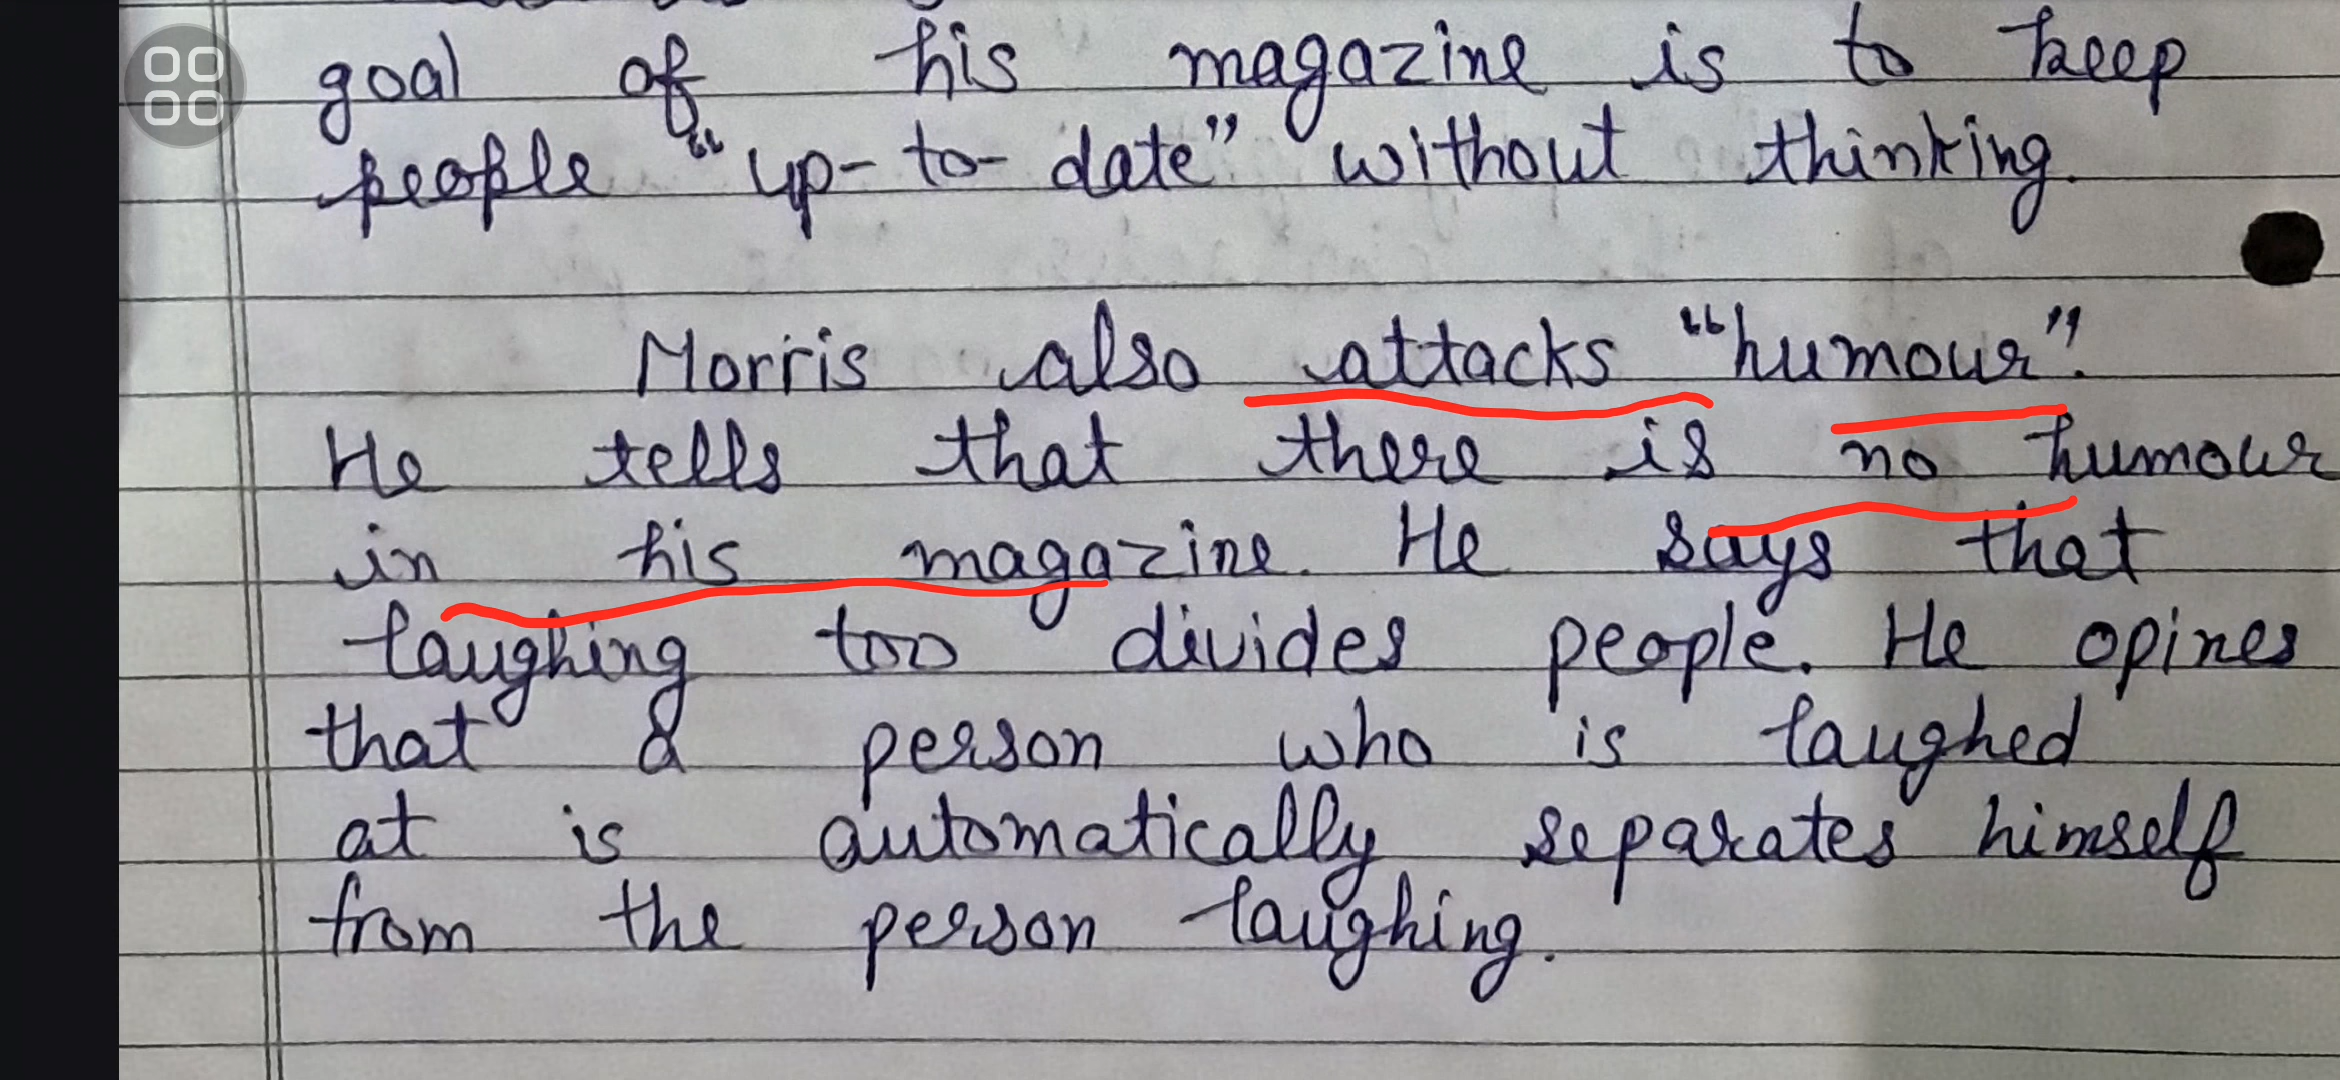 goal of his magazine is to keep
people "up-to-date" without thinking.
Morris also attacks "humour".
He tells that there is no humour
in his magazine. He says that
laughing too divides people. He opines
that a person who is laughed
at is automatically separates himself
from the person laughing.